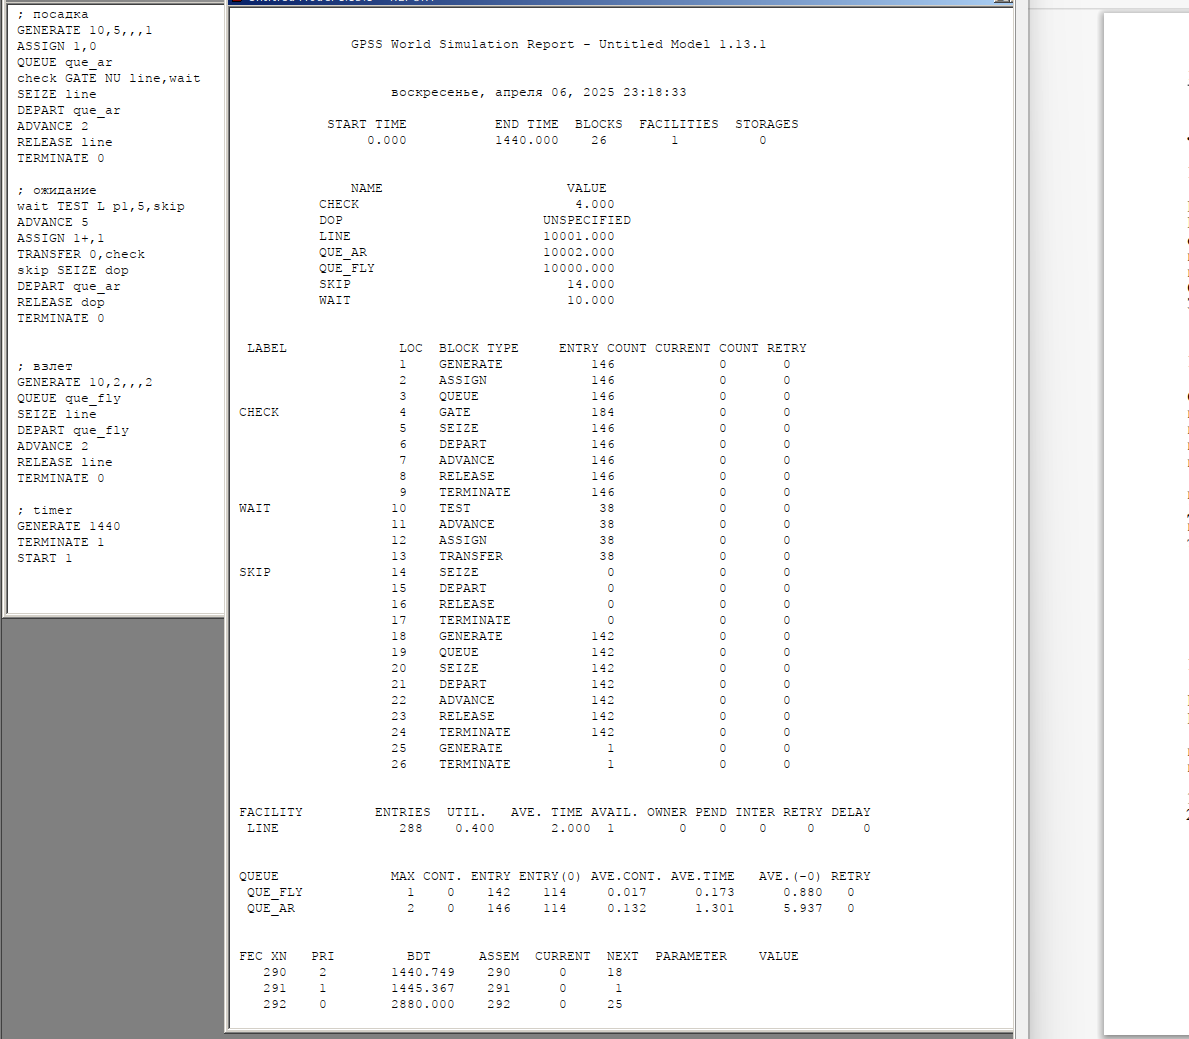 ; посадка
GENERATE 10,5,,,1
ASSIGN 1,0
QUEUE que_ar
check GATE NU line,wait
SEIZE line
DEPART que_ar
ADVANCE 2
RELEASE line
TERMINATE 0
; ожидание
wait TEST L p1,5,skip
ADVANCE 5
ASSIGN 1+,1
TRANSFER 0,check
skip SEIZE dop
DEPART que_ar
RELEASE dop
TERMINATE 0
; взлет
GENERATE 10,2,,,2
QUEUE que_fly
SEIZE line
DEPART que_fly
ADVANCE 2
RELEASE line
TERMINATE 0
; timer
GENERATE 1440
TERMINATE 1
START 1
GPSS World Simulation Report - Untitled Model 1.13.1
воскресенье, апреля 06, 2025 23:18:33
START TIME END TIME BLOCKS FACILITIES STORAGES
0.000 1440.000 26 1 0
NAME VALUE
CHECK 4.000
DOP UNSPECIFIED
LINE 10001.000
QUE_AR 10002.000
QUE_FLY 10000.000
SKIP 14.000
WAIT 10.000
LABEL LOC BLOCK TYPE ENTRY COUNT CURRENT COUNT RETRY
1 GENERATE 146 0 0
2 ASSIGN 146 0 0
3 QUEUE 146 0 0
CHECK 4 GATE 184 0 0
5 SEIZE 146 0 0
6 DEPART 146 0 0
7 ADVANCE 146 0 0
8 RELEASE 146 0 0
9 TERMINATE 146 0 0
WAIT 10 TEST 38 0 0
11 ADVANCE 38 0 0
12 ASSIGN 38 0 0
13 TRANSFER 38 0 0
SKIP 14 SEIZE 0 0 0
15 DEPART 0 0 0
16 RELEASE 0 0 0
17 TERMINATE 0 0 0
18 GENERATE 142 0 0
19 QUEUE 142 0 0
20 SEIZE 142 0 0
21 DEPART 142 0 0
22 ADVANCE 142 0 0
23 RELEASE 142 0 0
24 TERMINATE 142 0 0
25 GENERATE 1 0 0
26 TERMINATE 1 0 0
FACILITY ENTRIES UTIL. AVE. TIME AVAIL. OWNER PEND INTER RETRY DELAY
LINE 288 0.400 2.000 1 0 0 0 0 0
QUEUE MAX CONT. ENTRY ENTRY(0) AVE.CONT. AVE.TIME AVE.(-0) RETRY
QUE_FLY 1 0 142 114 0.017 0.173 0.880 0
QUE_AR 2 0 146 114 0.132 1.301 5.937 0
FEC XN PRI BDT ASSEM CURRENT NEXT PARAMETER VALUE
290 2 1440.749 290 0 18
291 1 1445.367 291 0 1
292 0 2880.000 292 0 25